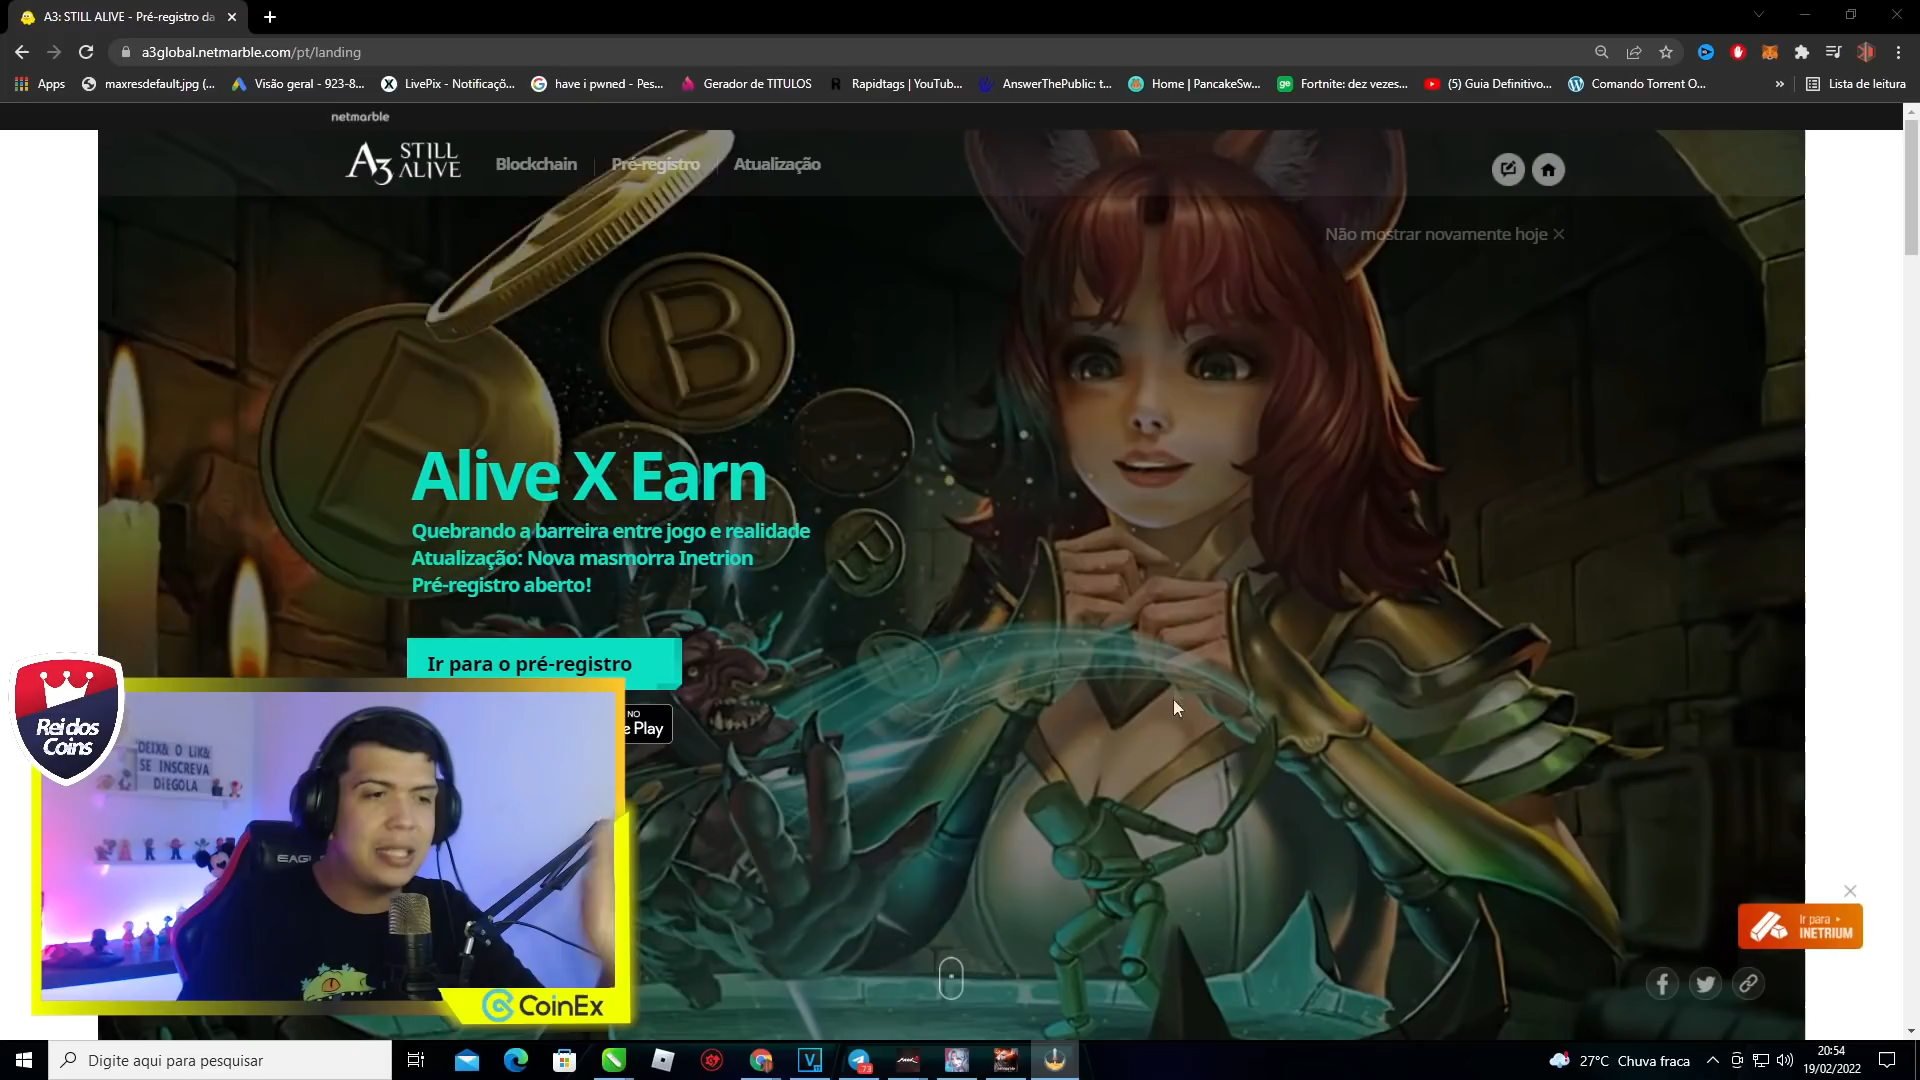 A3: STILL ALIVE - Pré-registro da
a3global.netmarble.com/pt/landing
Apps
maxresdefault.jpg (...
Visão geral - 923-8...
LivePix - Notificaçõ...
have i pwned - Pes...
Gerador de TITULOS
Rapidtags | YouTub...
AnswerThePublic: t...
Home | PancakeSw...
Fortnite: dez vezes...
(5) Guia Definitivo...
Comando Torrent O...
»
Lista de leitura
netmarble
A3 STILL ALIVE
Blockchain
Pré-registro
Atualização
Não mostrar novamente hoje
Alive X Earn
Quebrando a barreira entre jogo e realidade
Atualização: Nova masmorra Inetrion
Pré-registro aberto!
Ir para o pré-registro
NO
e Play
Rei dos
Coins
DEIXA O LIKE
SE INSCREVA
DIEGOLA
EAGL
CoinEx
Ir para
INETRIUM
Digite aqui para pesquisar
73
27°C Chuva fraca
20:54
19/02/2022